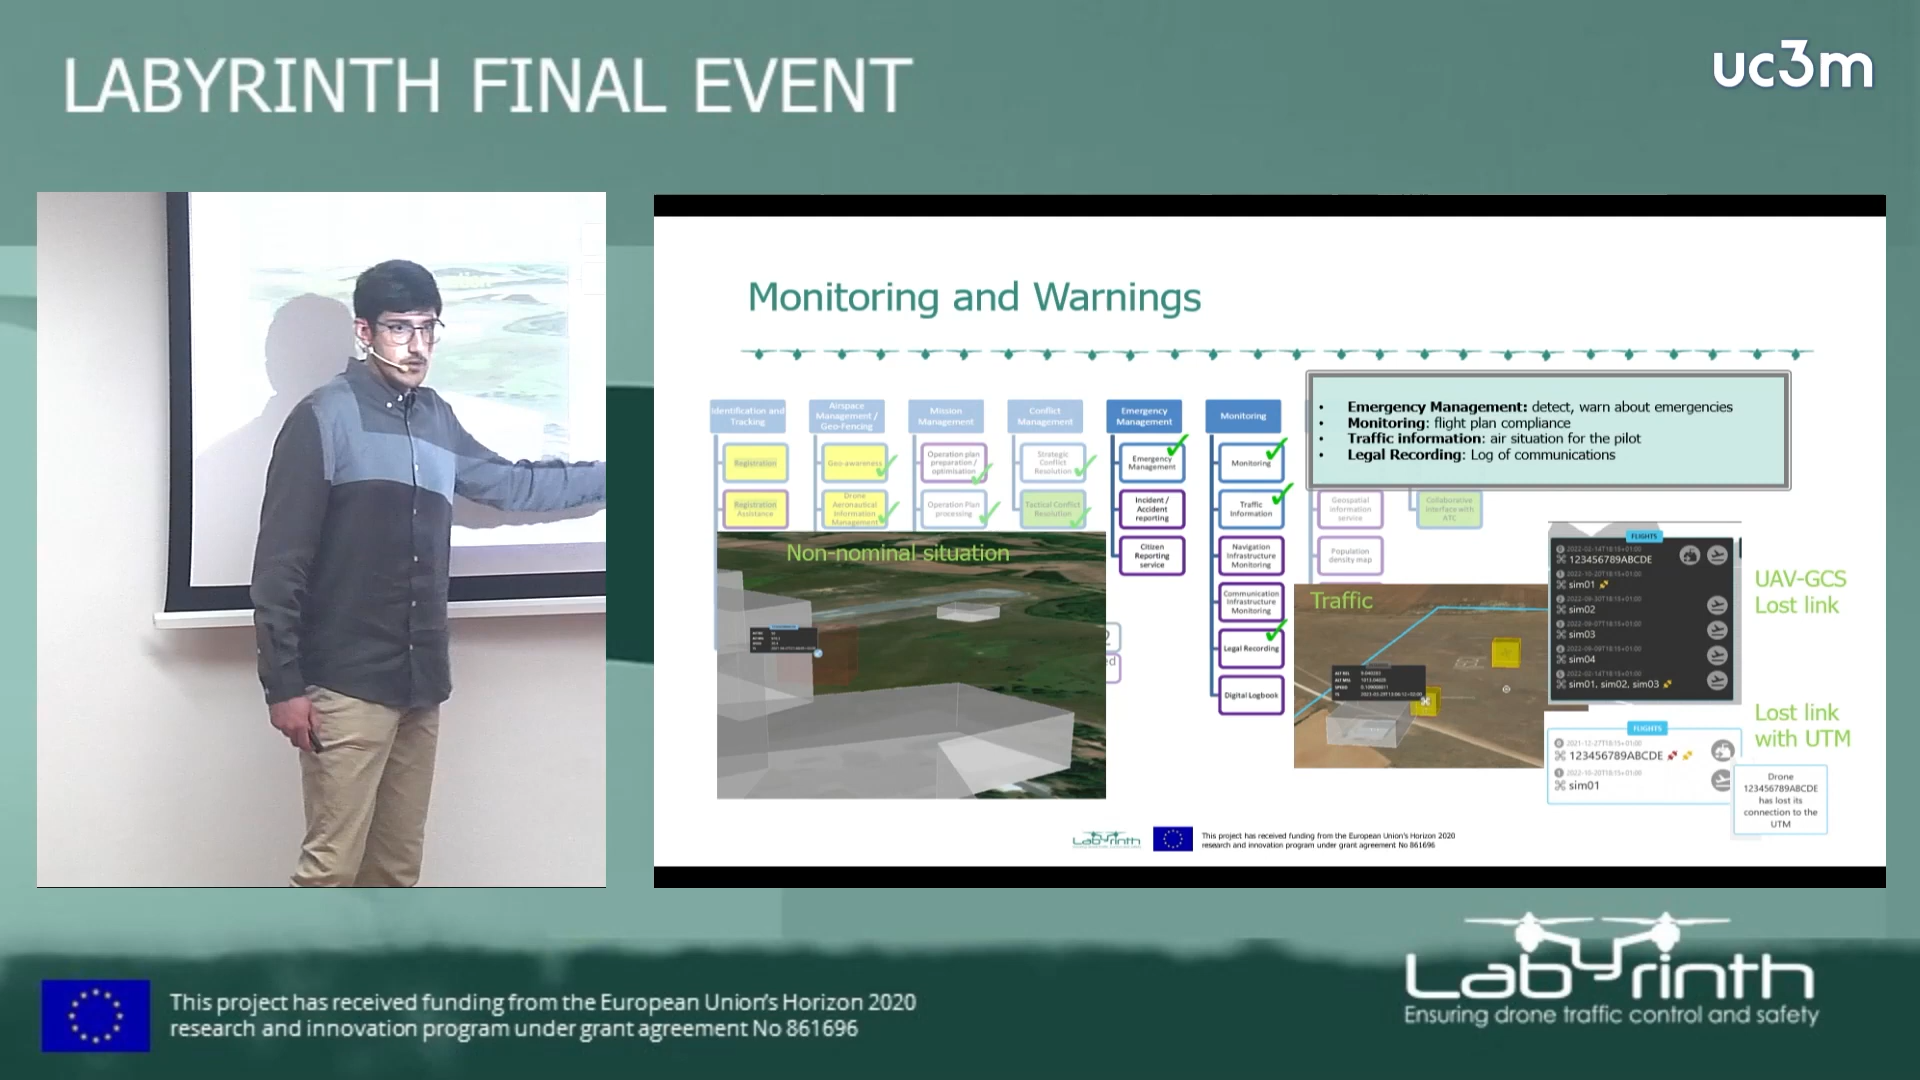 LABYRINTH FINAL EVENT
uc3m
Monitoring and Warnings
Identification and
Tracking
Registration
Registration
Assistance
Airspace
Management /
Geo-Fencing
Geo-awareness
Drone
Aeronautical
Information
Management
Mission
Management
Operation plan
preparation /
optimisation
Operation Plan
processing
Conflict
Management
Strategic
Conflict
Resolution
Tactical Conflict
Resolution
Emergency
Management
Emergency
Management
Incident /
Accident
reporting
Citizen
Reporting
service
Monitoring
Monitoring
Traffic
Information
Navigation
Infrastructure
Monitoring
Communication
Infrastructure
Monitoring
Legal Recording
Digital Logbook
• Emergency Management: detect, warn about emergencies
• Monitoring: flight plan compliance
• Traffic information: air situation for the pilot
• Legal Recording: Log of communications
Geospatial
information
service
Population
density map
Collaborative
interface with
ATC
Non-nominal situation
Traffic
FLIGHTS
123456789ABCDE
sim01
sim02
sim03
sim04
sim01, sim02, sim03
UAV-GCS
Lost link
FLIGHTS
123456789ABCDE
sim01
Lost link
with UTM
Drone
123456789ABCDE
has lost its
connection to the
UTM
Labyrinth
This project has received funding from the European Union's Horizon 2020
research and innovation program under grant agreement No 861696
This project has received funding from the European Union's Horizon 2020
research and innovation program under grant agreement No 861696
Labyrinth
Ensuring drone traffic control and safety